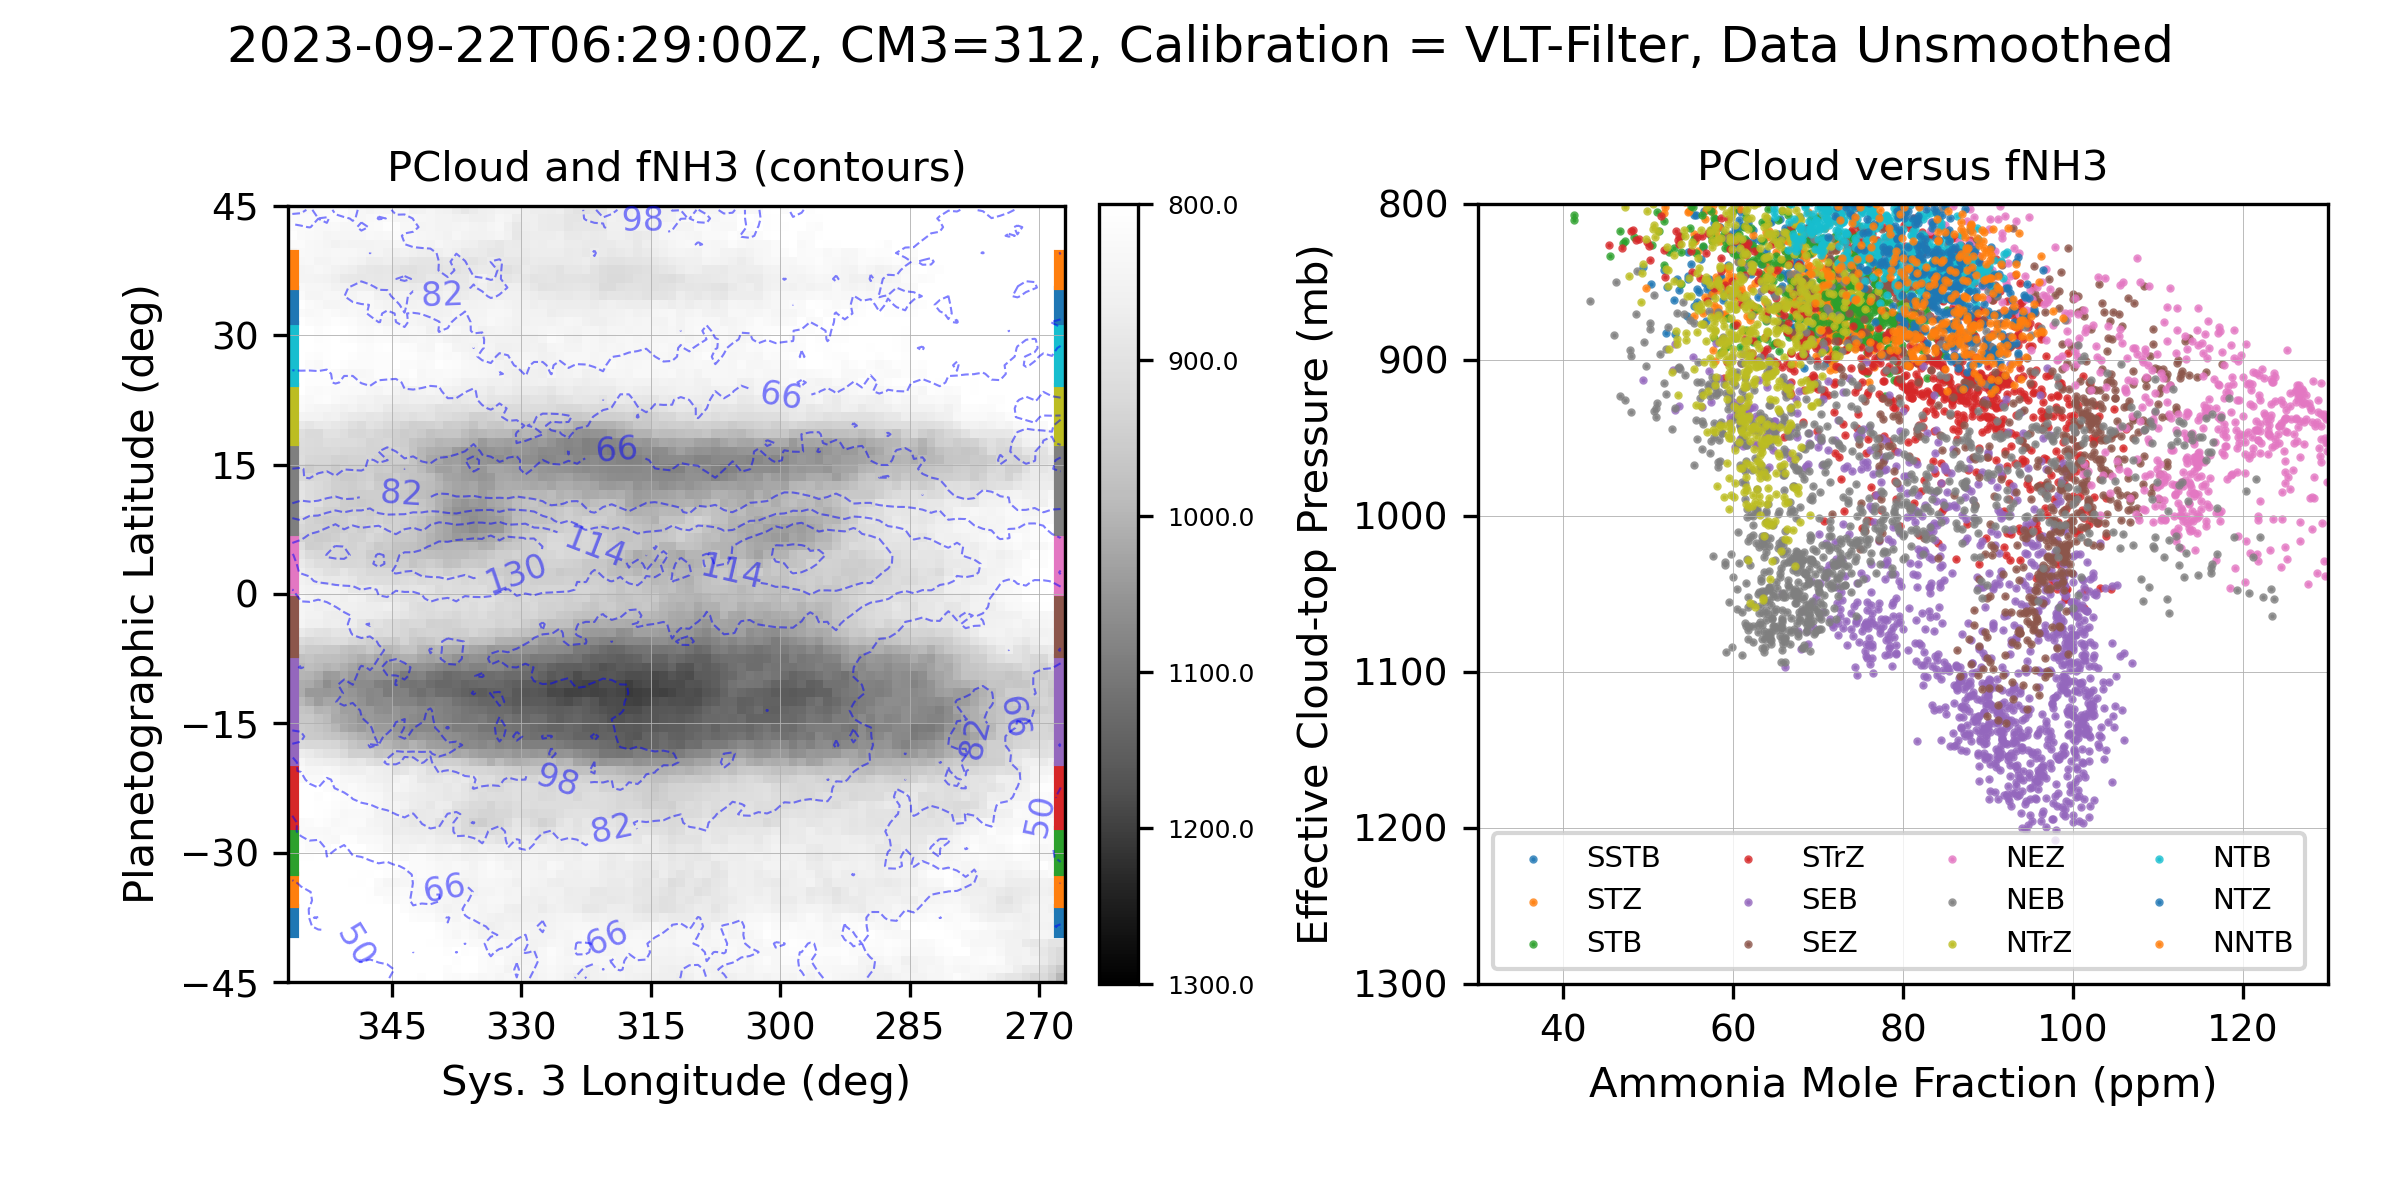 2023-09-22T06:29:00Z, CM3=312, Calibration = VLT-Filter, Data Unsmoothed
PCloud and fNH3 (contours)
Planetographic Latitude (deg)
45
30
15
0
−15
−30
−45
98
82
66
66
82
114
130
114
66
82
98
82
50
66
66
50
345 330 315 300 285 270
Sys. 3 Longitude (deg)
800.0
900.0
1000.0
1100.0
1200.0
1300.0
PCloud versus fNH3
Effective Cloud-top Pressure (mb)
800
900
1000
1100
1200
1300
SSTB STrZ NEZ NTB
STZ SEB NEB NTZ
STB SEZ NTrZ NNTB
40 60 80 100 120
Ammonia Mole Fraction (ppm)